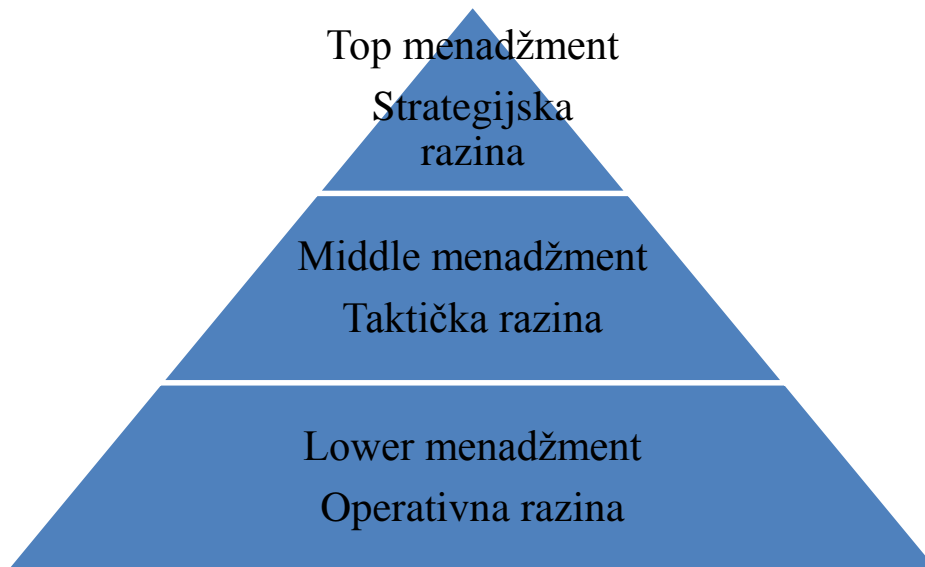 Top menadžment
Strategijska
razina
Middle menadžment
Taktička razina
Lower menadžment
Operativna razina